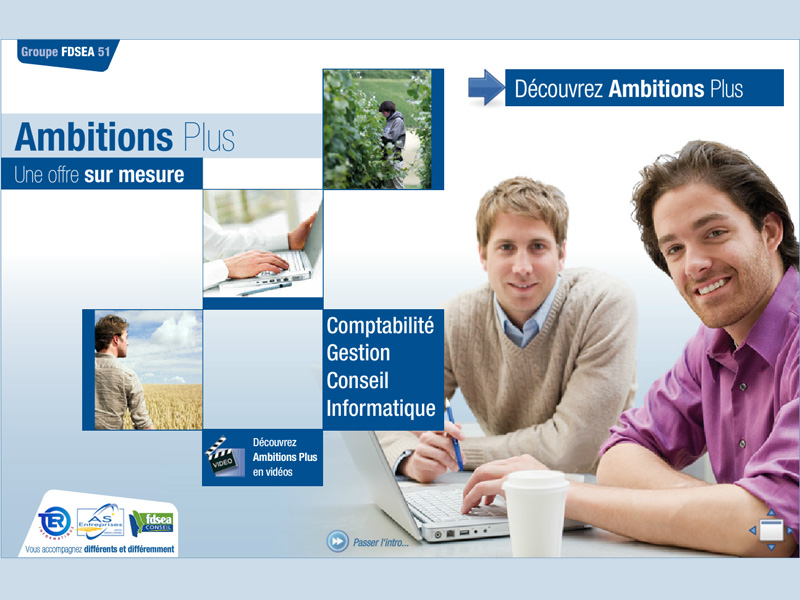 Groupe FDSEA 51
Découvrez Ambitions Plus
Ambitions Plus
Une offre sur mesure
Comptabilité
Gestion
Conseil
Informatique
VIDEO
Découvrez
Ambitions Plus
en vidéos
TER
AS
Entreprises
fdsea
CONSEIL
Vous accompagnez différents et différemment
Passer l'intro...